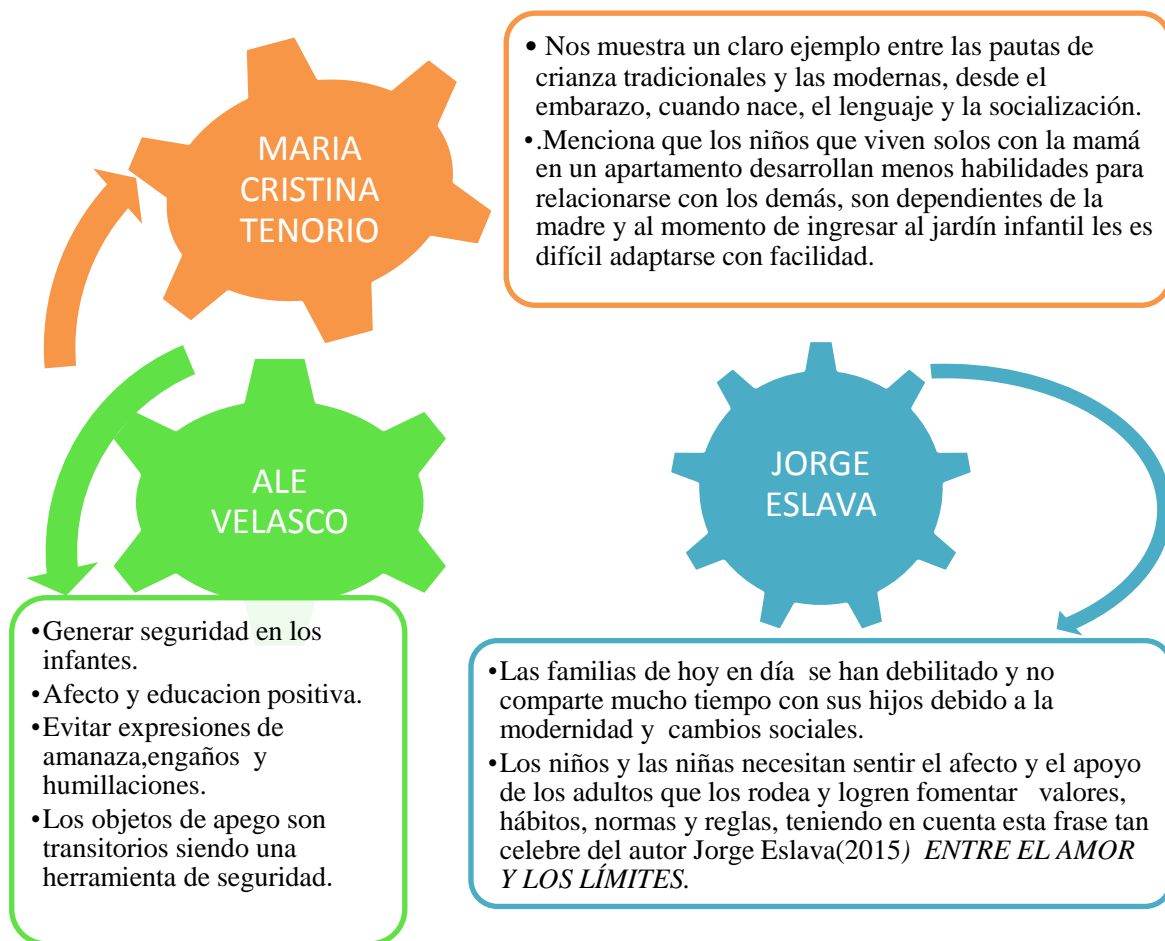 MARIA
CRISTINA
TENORIO
• Nos muestra un claro ejemplo entre las pautas de
crianza tradicionales y las modernas, desde el
embarazo, cuando nace, el lenguaje y la socialización.
•.Menciona que los niños que viven solos con la mamá
en un apartamento desarrollan menos habilidades para
relacionarse con los demás, son dependientes de la
madre y al momento de ingresar al jardín infantil les es
difícil adaptarse con facilidad.
ALE
VELASCO
•Generar seguridad en los
infantes.
•Afecto y educacion positiva.
•Evitar expresiones de
amanaza,engaños y
humillaciones.
•Los objetos de apego son
transitorios siendo una
herramienta de seguridad.
JORGE
ESLAVA
•Las familias de hoy en día se han debilitado y no
comparte mucho tiempo con sus hijos debido a la
modernidad y cambios sociales.
•Los niños y las niñas necesitan sentir el afecto y el apoyo
de los adultos que los rodea y logren fomentar valores,
hábitos, normas y reglas, teniendo en cuenta esta frase tan
celebre del autor Jorge Eslava(2015) ENTRE EL AMOR
Y LOS LÍMITES.